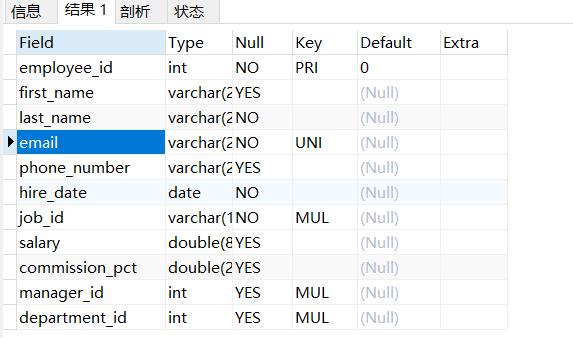 信息 结果 1 剖析 状态
Field Type Null Key Default Extra
employee_id int NO PRI 0
first_name varchar(2 YES (Null)
last_name varchar(2 NO (Null)
email varchar(2 NO UNI (Null)
phone_number varchar(2 YES (Null)
hire_date date NO (Null)
job_id varchar(1 NO MUL (Null)
salary double(8 YES (Null)
commission_pct double(2 YES (Null)
manager_id int YES MUL (Null)
department_id int YES MUL (Null)